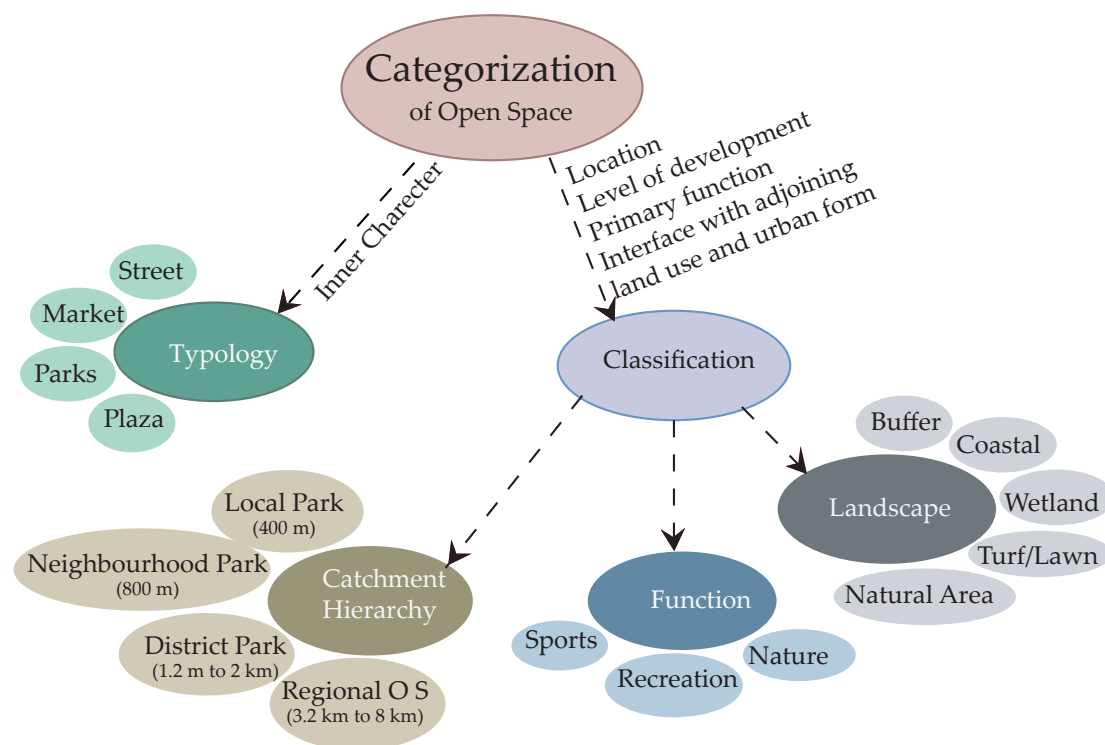 Categorization
of Open Space
Inner Charecter
Location
Level of development
Primary function
Interface with adjoining
land use and urban form
Street
Market
Parks
Plaza
Typology
Classification
Local Park
(400 m)
Neighbourhood Park
(800 m)
District Park
(1.2 m to 2 km)
Regional O S
(3.2 km to 8 km)
Catchment
Hierarchy
Function
Sports
Recreation
Nature
Landscape
Buffer
Coastal
Wetland
Turf/Lawn
Natural Area